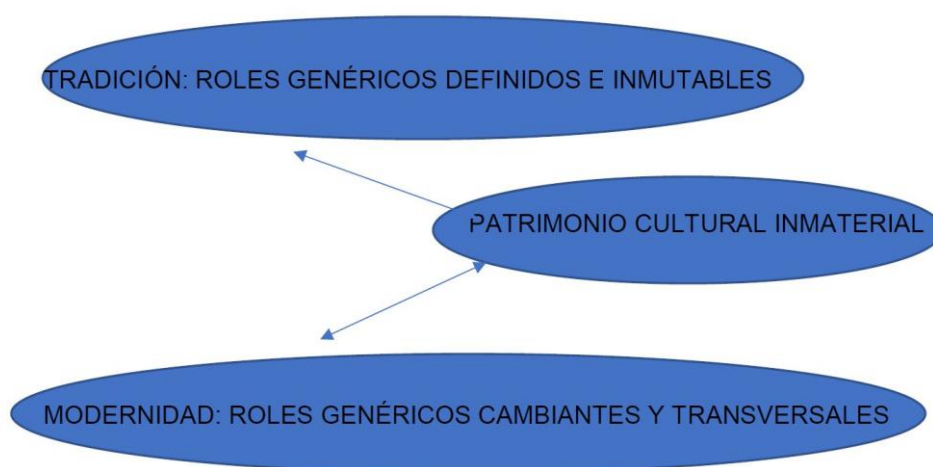 TRADICIÓN: ROLES GENÉRICOS DEFINIDOS E INMUTABLES
PATRIMONIO CULTURAL INMATERIAL
MODERNIDAD: ROLES GENÉRICOS CAMBIANTES Y TRANSVERSALES